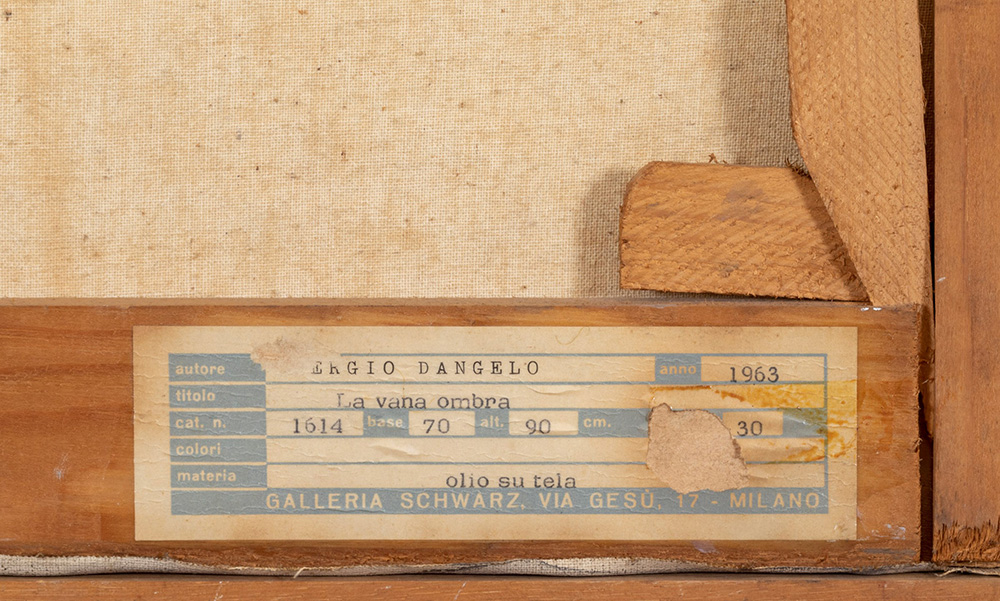 autore ERGIO DANGELO anno 1963
titolo La vana ombra
cat. n. 1614 base 70 alt. 90 cm. 30
colori
materia olio su tela
GALLERIA SCHWARZ, VIA GESÙ, 17 - MILANO